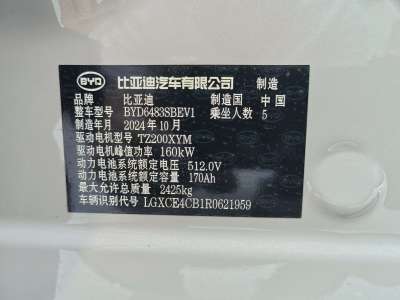 BYD 比亚迪汽车有限公司 制造
品牌 比亚迪 制造国 中国
整车型号 BYD6483SBEV1 乘坐人数 5
制造年月 2024年10月
驱动电机型号 TZ200XYM
驱动电机峰值功率 160kW
动力电池系统额定电压 512.0V
动力电池系统额定容量 170Ah
最大允许总质量 2425kg
车辆识别代号 LGXCE4CB1R0621959